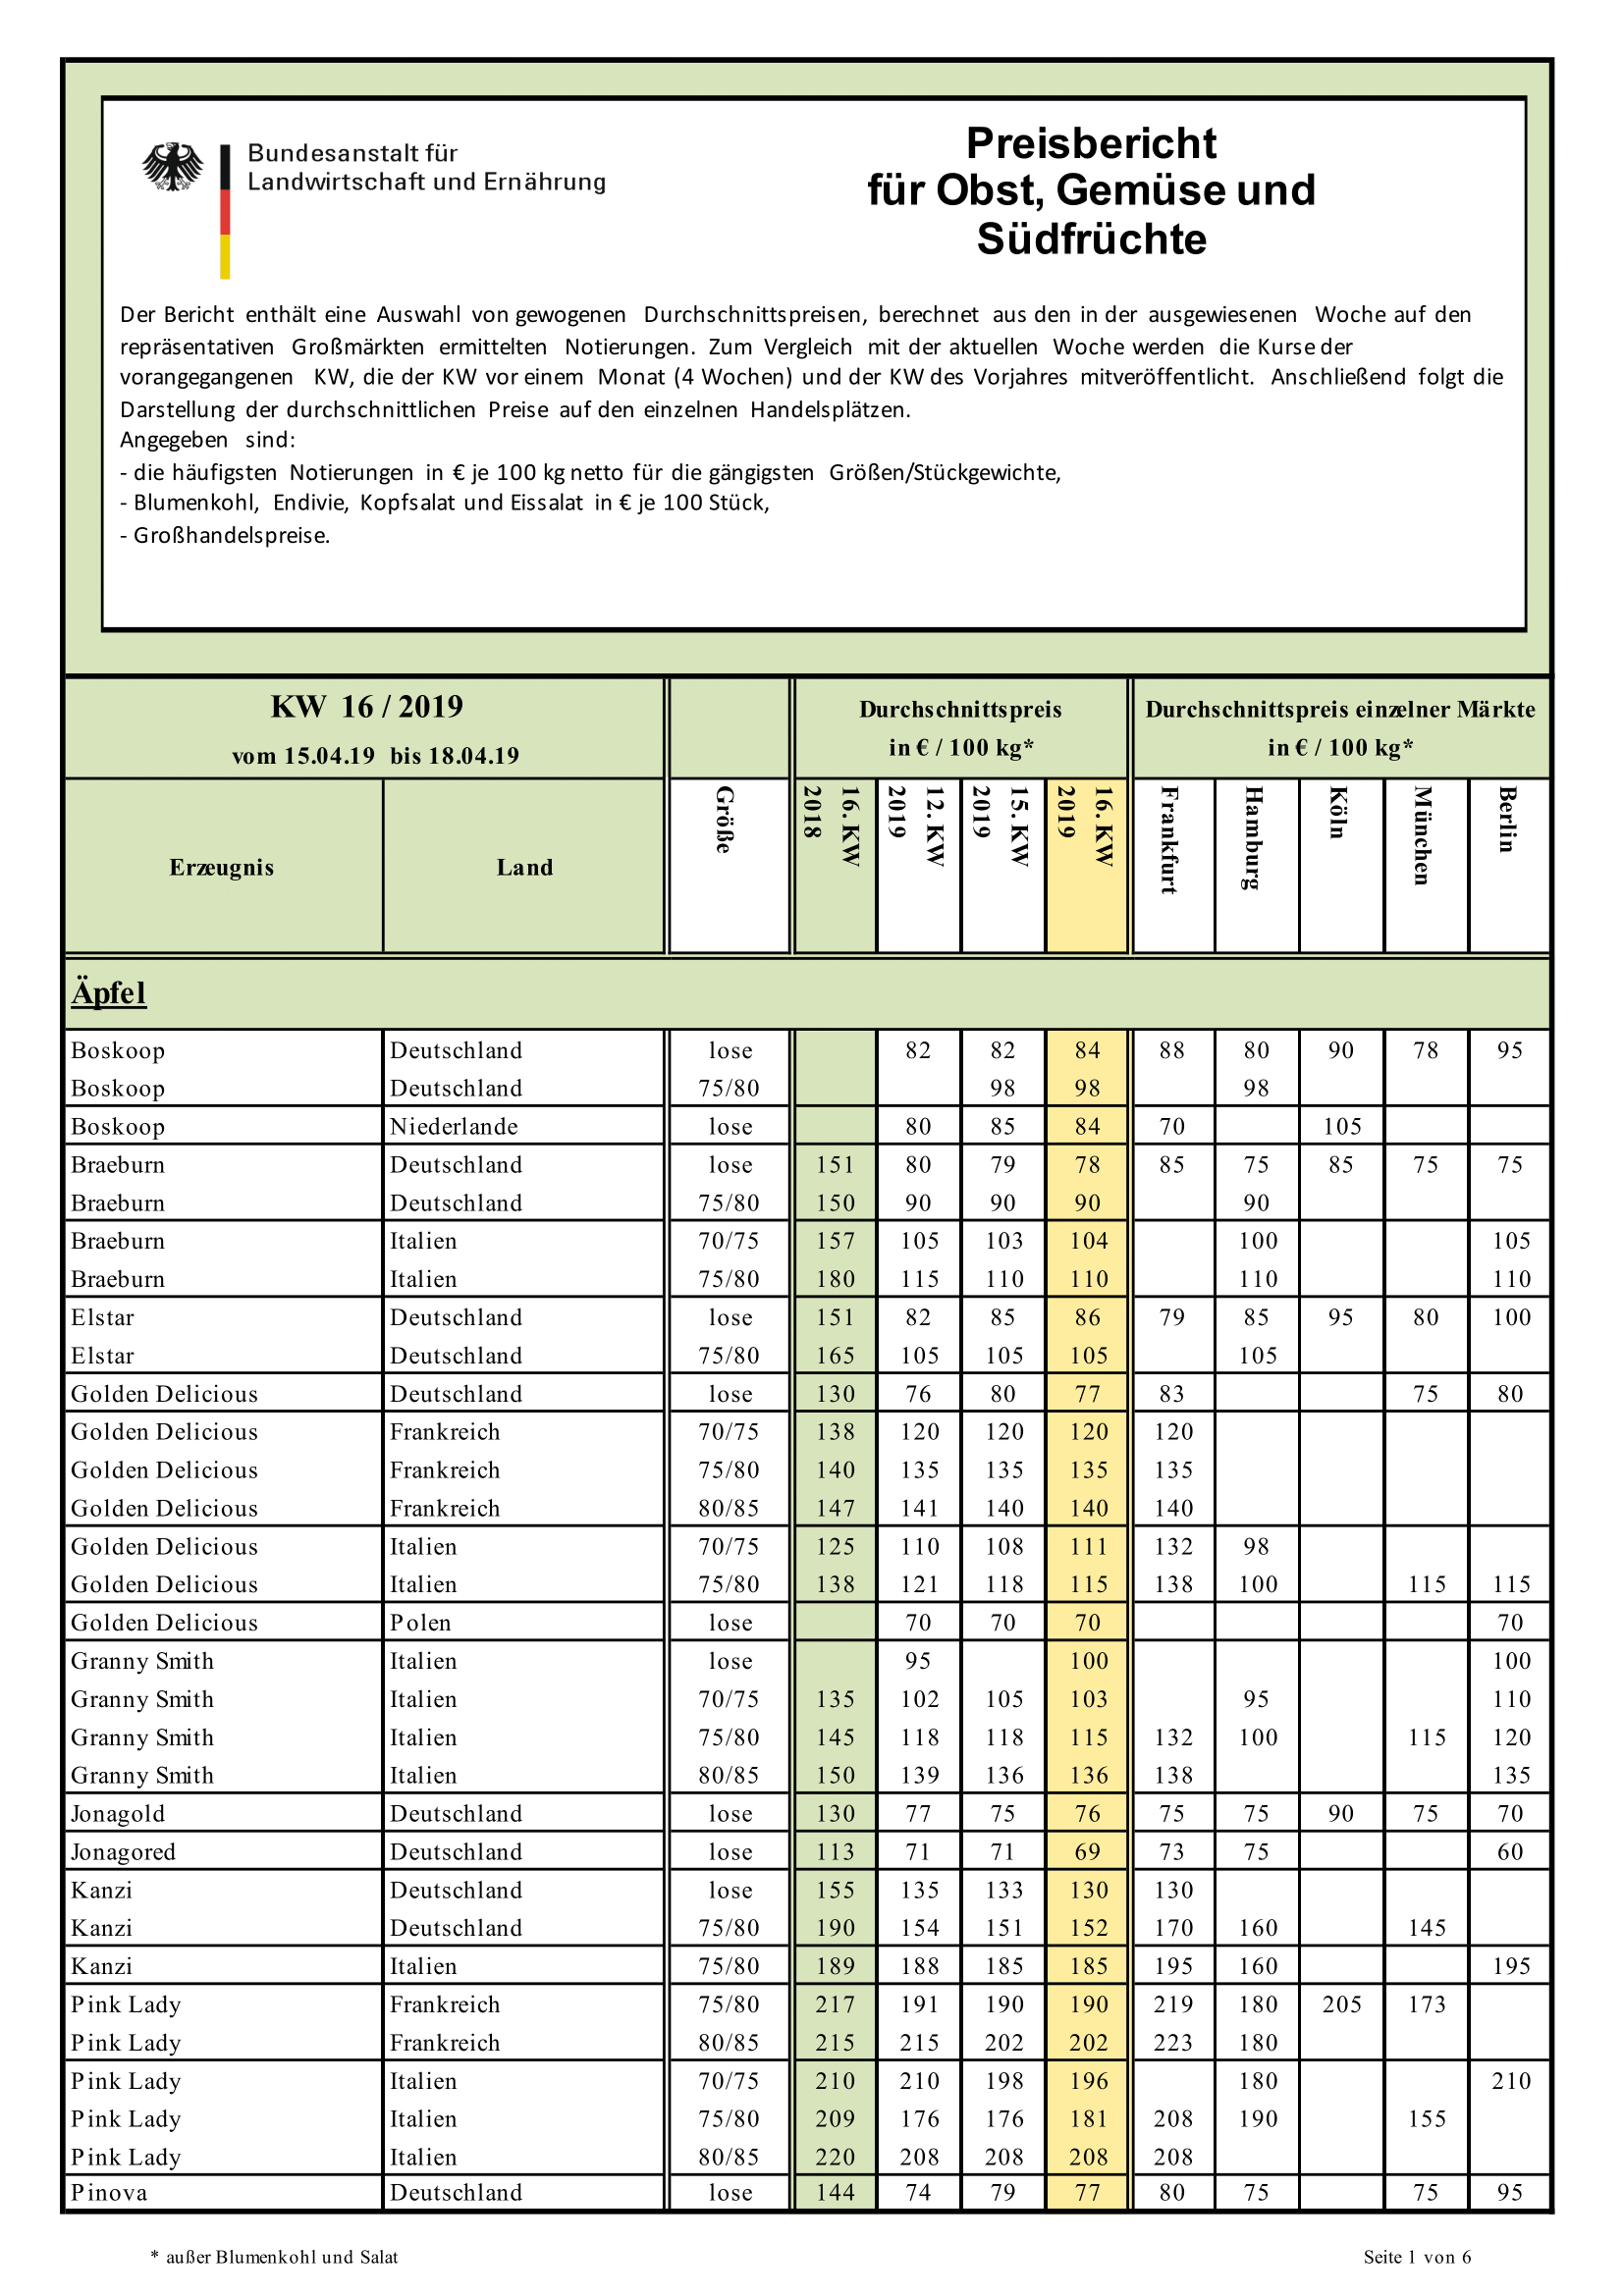 Bundesanstalt für
Landwirtschaft und Ernährung
Preisbericht
für Obst, Gemüse und
Südfrüchte
Der Bericht enthält eine Auswahl von gewogenen Durchschnittspreisen, berechnet aus den in der ausgewiesenen Woche auf den
repräsentativen Großmärkten ermittelten Notierungen. Zum Vergleich mit der aktuellen Woche werden die Kurse der
vorangegangenen KW, die der KW vor einem Monat (4 Wochen) und der KW des Vorjahres mitveröffentlicht. Anschließend folgt die
Darstellung der durchschnittlichen Preise auf den einzelnen Handelsplätzen.
Angegeben sind:
- die häufigsten Notierungen in € je 100 kg netto für die gängigsten Größen/Stückgewichte,
- Blumenkohl, Endivie, Kopfsalat und Eissalat in € je 100 Stück,
- Großhandelspreise.
KW 16 / 2019
vom 15.04.19 bis 18.04.19
Durchschnittspreis
in € / 100 kg*
Durchschnittspreis einzelner Märkte
in € / 100 kg*
Erzeugnis Land Größe 16. KW 2018 12. KW 2019 15. KW 2019 16. KW 2019 Frankfurt Hamburg Köln München Berlin
Äpfel
Boskoop Deutschland lose 82 82 84 88 80 90 78 95
Boskoop Deutschland 75/80 98 98 98
Boskoop Niederlande lose 80 85 84 70 105
Braeburn Deutschland lose 151 80 79 78 85 75 85 75 75
Braeburn Deutschland 75/80 150 90 90 90 90
Braeburn Italien 70/75 157 105 103 104 100 105
Braeburn Italien 75/80 180 115 110 110 110 110
Elstar Deutschland lose 151 82 85 86 79 85 95 80 100
Elstar Deutschland 75/80 165 105 105 105 105
Golden Delicious Deutschland lose 130 76 80 77 83 75 80
Golden Delicious Frankreich 70/75 138 120 120 120 120
Golden Delicious Frankreich 75/80 140 135 135 135 135
Golden Delicious Frankreich 80/85 147 141 140 140 140
Golden Delicious Italien 70/75 125 110 108 111 132 98
Golden Delicious Italien 75/80 138 121 118 115 138 100 115 115
Golden Delicious Polen lose 70 70 70 70
Granny Smith Italien lose 95 100 100
Granny Smith Italien 70/75 135 102 105 103 95 110
Granny Smith Italien 75/80 145 118 118 115 132 100 115 120
Granny Smith Italien 80/85 150 139 136 136 138 135
Jonagold Deutschland lose 130 77 75 76 75 75 90 75 70
Jonagored Deutschland lose 113 71 71 69 73 75 60
Kanzi Deutschland lose 155 135 133 130 130
Kanzi Deutschland 75/80 190 154 151 152 170 160 145
Kanzi Italien 75/80 189 188 185 185 195 160 195
Pink Lady Frankreich 75/80 217 191 190 190 219 180 205 173
Pink Lady Frankreich 80/85 215 215 202 202 223 180
Pink Lady Italien 70/75 210 210 198 196 180 210
Pink Lady Italien 75/80 209 176 176 181 208 190 155
Pink Lady Italien 80/85 220 208 208 208 208
Pinova Deutschland lose 144 74 79 77 80 75 75 95
* außer Blumenkohl und Salat
Seite 1 von 6